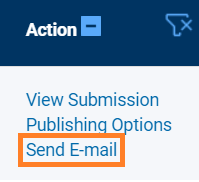 Action
View Submission
Publishing Options
Send E-mail